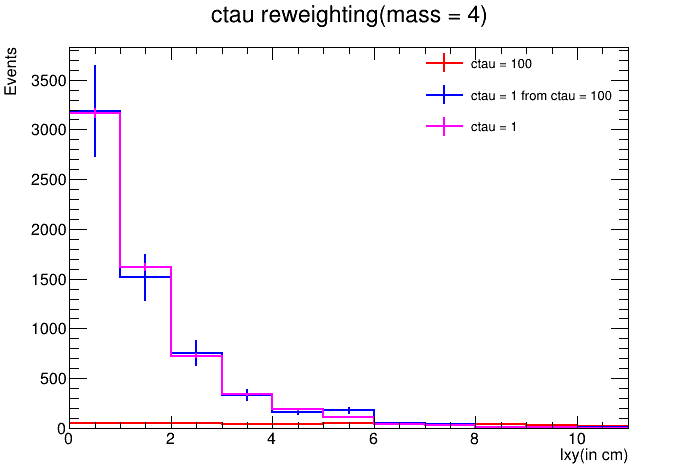 ctau reweighting(mass = 4)
Events
ctau = 100
ctau = 1 from ctau = 100
ctau = 1
3500
3000
2500
2000
1500
1000
500
0
0 2 4 6 8 10
lxy(in cm)